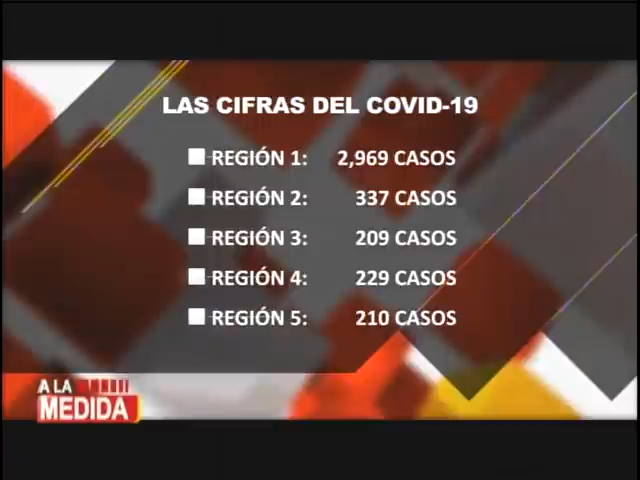 LAS CIFRAS DEL COVID-19
REGIÓN 1: 2,969 CASOS
REGIÓN 2: 337 CASOS
REGIÓN 3: 209 CASOS
REGIÓN 4: 229 CASOS
REGIÓN 5: 210 CASOS
A LA
MEDIDA